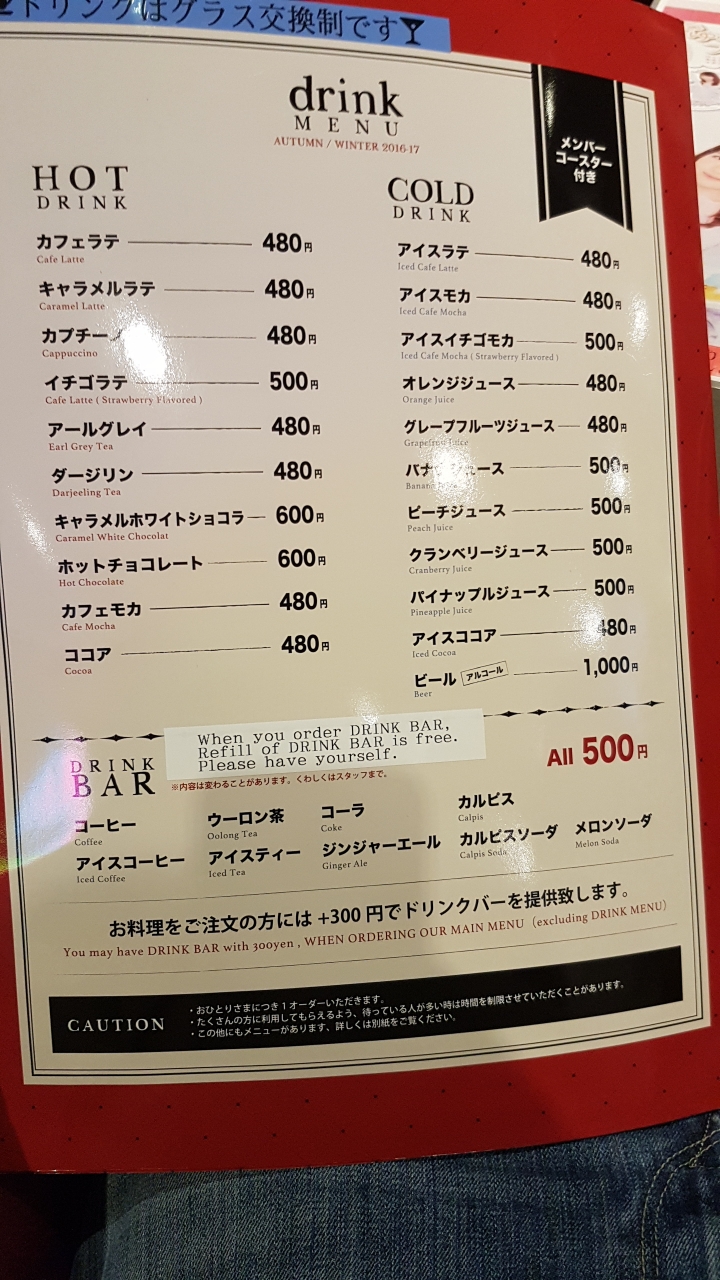 ドリンクはグラス交換制です
drink
MENU
AUTUMN / WINTER 2016-17
メンバー
コースター
付き
HOT
DRINK
カフェラテ 480円
Cafe Latte
キャラメルラテ 480円
Caramel Latte
カプチーノ 480円
Cappuccino
イチゴラテ 500円
Cafe Latte ( Strawberry Flavored )
アールグレイ 480円
Earl Grey Tea
ダージリン 480円
Darjeeling Tea
キャラメルホワイトショコラ 600円
Caramel White Chocolat
ホットチョコレート 600円
Hot Chocolate
カフェモカ 480円
Cafe Mocha
ココア 480円
Cocoa
COLD
DRINK
アイスラテ 480円
Iced Cafe Latte
アイスモカ 480円
Iced Cafe Mocha
アイスイチゴモカ 500円
Iced Cafe Mocha ( Strawberry Flavored )
オレンジジュース 480円
Orange Juice
グレープフルーツジュース 480円
Grapefruit Juice
バナナジュース 500円
Banana
ピーチジュース 500円
Peach Juice
クランベリージュース 500円
Cranberry Juice
パイナップルジュース 500円
Pineapple Juice
アイスココア 480円
Iced Cocoa
ビール アルコール 1,000円
Beer
DRINK
BAR
When you order DRINK BAR,
Refill of DRINK BAR is free.
Please have yourself.
※内容は変わることがあります。くわしくはスタッフまで。
All 500円
コーヒー ウーロン茶 コーラ カルピス
Coffee Oolong Tea Coke Calpis
アイスコーヒー アイスティー ジンジャーエール カルピスソーダ メロンソーダ
Iced Coffee Iced Tea Ginger Ale Calpis Soda Melon Soda
お料理をご注文の方には +300 円でドリンクバーを提供致します。
You may have DRINK BAR with 300yen , WHEN ORDERING OUR MAIN MENU (excluding DRINK MENU)
CAUTION
・おひとりさまにつき1オーダーいただきます。
・たくさんの方に利用してもらえるよう、待っている人が多い時は時間を制限させていただくことがあります。
・この他にもメニューがあります、詳しくは別紙をご覧ください。